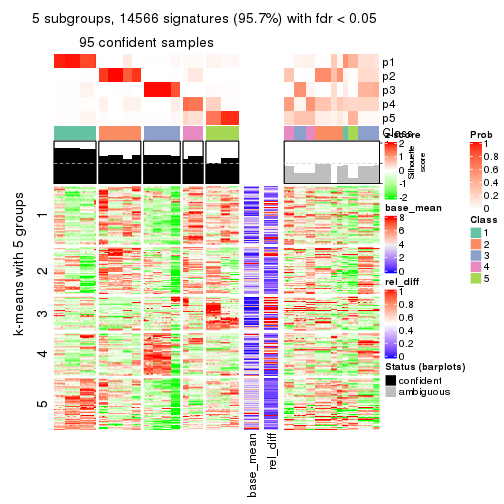 5 subgroups, 14566 signatures (95.7%) with fdr < 0.05
95 confident samples
p1
p2
p3
p4
p5
Class
z-score
2
1
0
-1
-2
Silhouette
score
base_mean
8
6
4
2
0
rel_diff
1
0.8
0.6
0.4
0.2
0
Status (barplots)
confident
ambiguous
Prob
1
0.8
0.6
0.4
0.2
0
Class
1
2
3
4
5
k-means with 5 groups
1
2
3
4
5
base_mean
rel_diff